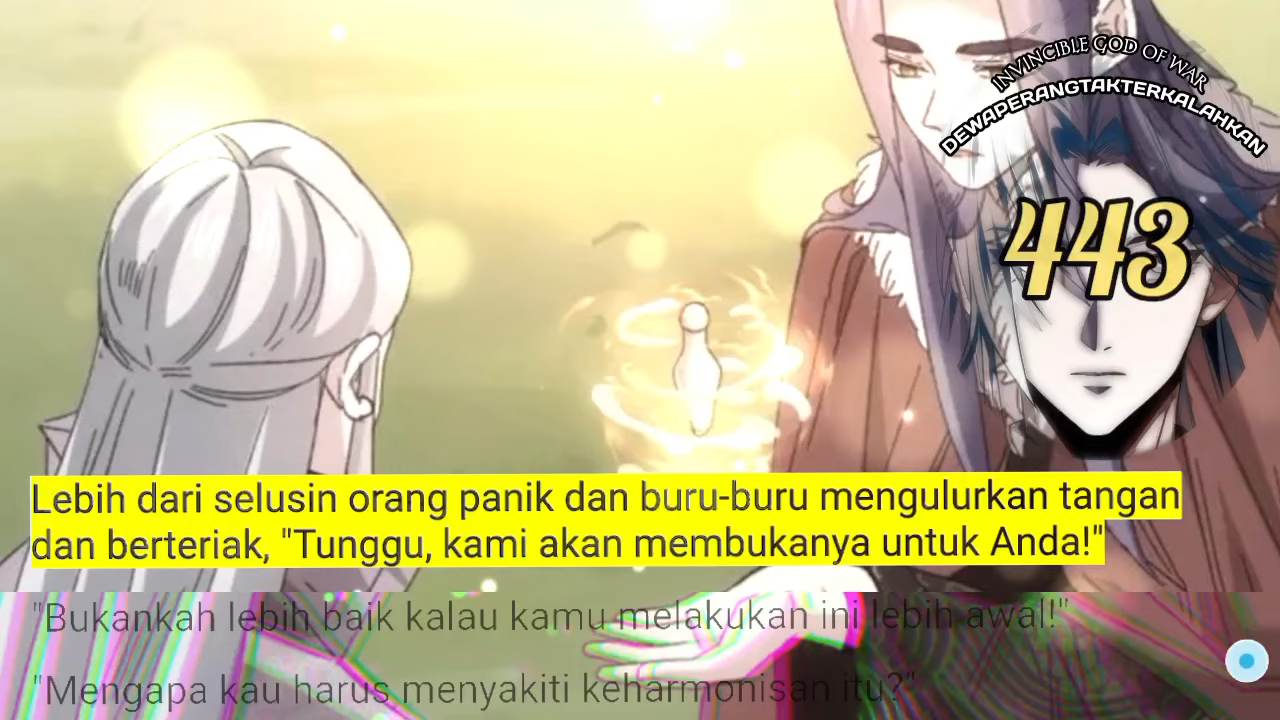 INVINCIBLE GOD OF WAR
DEWAPERANGTAKTERKALAHKAN
443
Lebih dari selusin orang panik dan buru-buru mengulurkan tangan
dan berteriak, "Tunggu, kami akan membukanya untuk Anda!"
"Bukankah lebih baik kalau kamu melakukan ini lebih awal!"
"Mengapa kau harus menyakiti keharmonisan itu?"